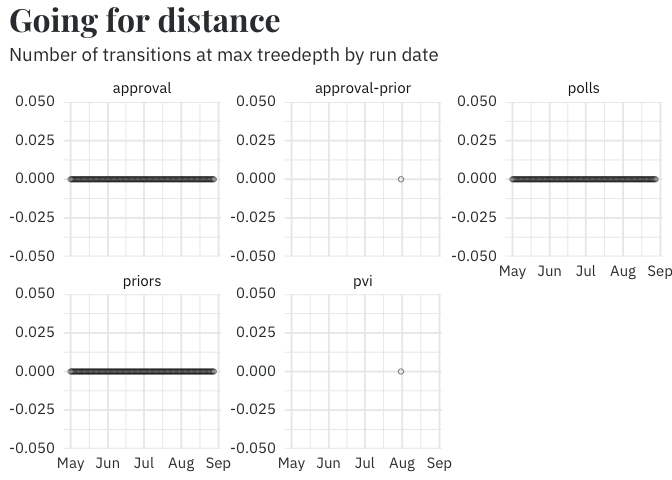 Going for distance
Number of transitions at max treedepth by run date
approval approval-prior polls
0.050 0.050 0.050
0.025 0.025 0.025
0.000 0.000 0.000
-0.025 -0.025 -0.025
-0.050 -0.050 -0.050
May Jun Jul Aug Sep
priors pvi
0.050 0.050
0.025 0.025
0.000 0.000
-0.025 -0.025
-0.050 -0.050
May Jun Jul Aug Sep May Jun Jul Aug Sep